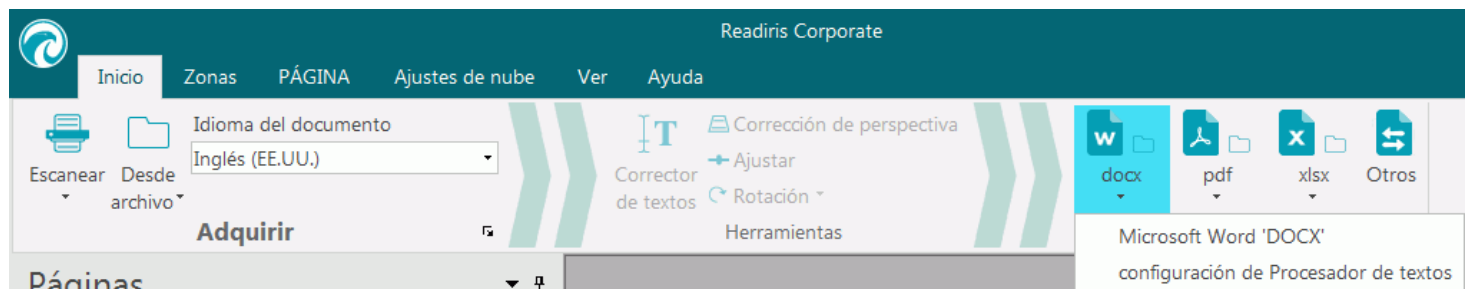 Readiris Corporate
Inicio Zonas PÁGINA Ajustes de nube Ver Ayuda
Escanear
Desde
archivo
Idioma del documento
Inglés (EE.UU.)
Adquirir
T
Corrector
de textos
Corrección de perspectiva
Ajustar
Rotación
Herramientas
W
docx
pdf
X
xlsx
Otros
Microsoft Word 'DOCX'
configuración de Procesador de textos
Páginas